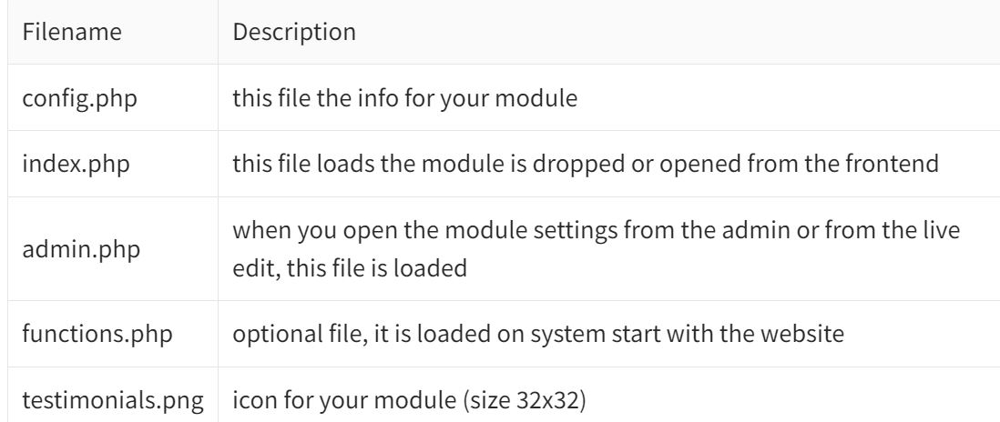 Filename Description
config.php this file the info for your module
index.php this file loads the module is dropped or opened from the frontend
admin.php when you open the module settings from the admin or from the live
edit, this file is loaded
functions.php optional file, it is loaded on system start with the website
testimonials.png icon for your module (size 32x32)